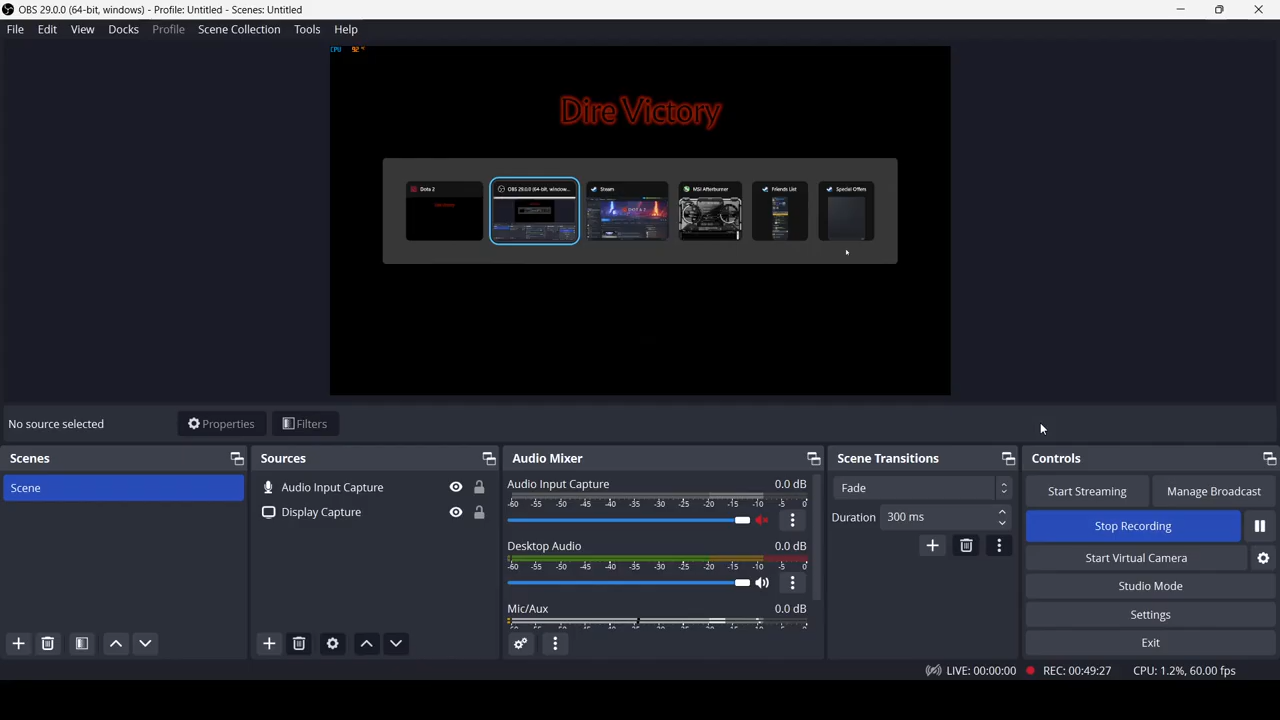 OBS 29.0.0 (64-bit, windows) - Profile: Untitled - Scenes: Untitled
File Edit View Docks Profile Scene Collection Tools Help
CPU 92 °
Dire Victory
Dota 2 OBS 29.0.0 (64-bit, window... Steam MSI Afterburner Friends List Special Offers
No source selected Properties Filters
Scenes
Scene
Sources
Audio Input Capture
Display Capture
Audio Mixer
Audio Input Capture 0.0 dB
-60 -55 -50 -45 -40 -35 -30 -25 -20 -15 -10 -5 0
Desktop Audio 0.0 dB
-60 -55 -50 -45 -40 -35 -30 -25 -20 -15 -10 -5 0
Mic/Aux 0.0 dB
Scene Transitions
Fade
Duration 300 ms
Controls
Start Streaming Manage Broadcast
Stop Recording
Start Virtual Camera
Studio Mode
Settings
Exit
LIVE: 00:00:00 REC: 00:49:27 CPU: 1.2%, 60.00 fps